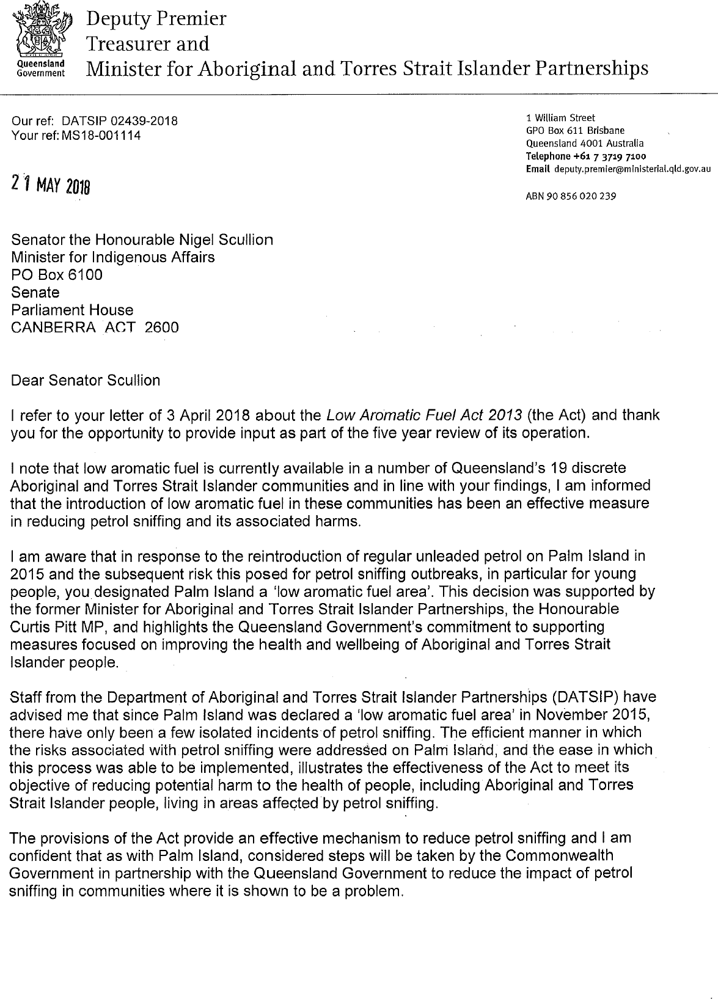 Deputy Premier
Treasurer and
Minister for Aboriginal and Torres Strait Islander Partnerships
Queensland
Government
Our ref: DATSIP 02439-2018
Your ref: MS18-001114
1 William Street
GPO Box 611 Brisbane
Queensland 4001 Australia
Telephone +61 7 3719 7100
Email deputy.premier@ministerial.qld.gov.au
ABN 90 856 020 239
21 MAY 2018
Senator the Honourable Nigel Scullion
Minister for Indigenous Affairs
PO Box 6100
Senate
Parliament House
CANBERRA ACT 2600
Dear Senator Scullion
I refer to your letter of 3 April 2018 about the Low Aromatic Fuel Act 2013 (the Act) and thank
you for the opportunity to provide input as part of the five year review of its operation.
I note that low aromatic fuel is currently available in a number of Queensland's 19 discrete
Aboriginal and Torres Strait Islander communities and in line with your findings, I am informed
that the introduction of low aromatic fuel in these communities has been an effective measure
in reducing petrol sniffing and its associated harms.
I am aware that in response to the reintroduction of regular unleaded petrol on Palm Island in
2015 and the subsequent risk this posed for petrol sniffing outbreaks, in particular for young
people, you designated Palm Island a 'low aromatic fuel area'. This decision was supported by
the former Minister for Aboriginal and Torres Strait Islander Partnerships, the Honourable
Curtis Pitt MP, and highlights the Queensland Government's commitment to supporting
measures focused on improving the health and wellbeing of Aboriginal and Torres Strait
Islander people.
Staff from the Department of Aboriginal and Torres Strait Islander Partnerships (DATSIP) have
advised me that since Palm Island was declared a 'low aromatic fuel area' in November 2015,
there have only been a few isolated incidents of petrol sniffing. The efficient manner in which
the risks associated with petrol sniffing were addressed on Palm Island, and the ease in which
this process was able to be implemented, illustrates the effectiveness of the Act to meet its
objective of reducing potential harm to the health of people, including Aboriginal and Torres
Strait Islander people, living in areas affected by petrol sniffing.
The provisions of the Act provide an effective mechanism to reduce petrol sniffing and I am
confident that as with Palm Island, considered steps will be taken by the Commonwealth
Government in partnership with the Queensland Government to reduce the impact of petrol
sniffing in communities where it is shown to be a problem.